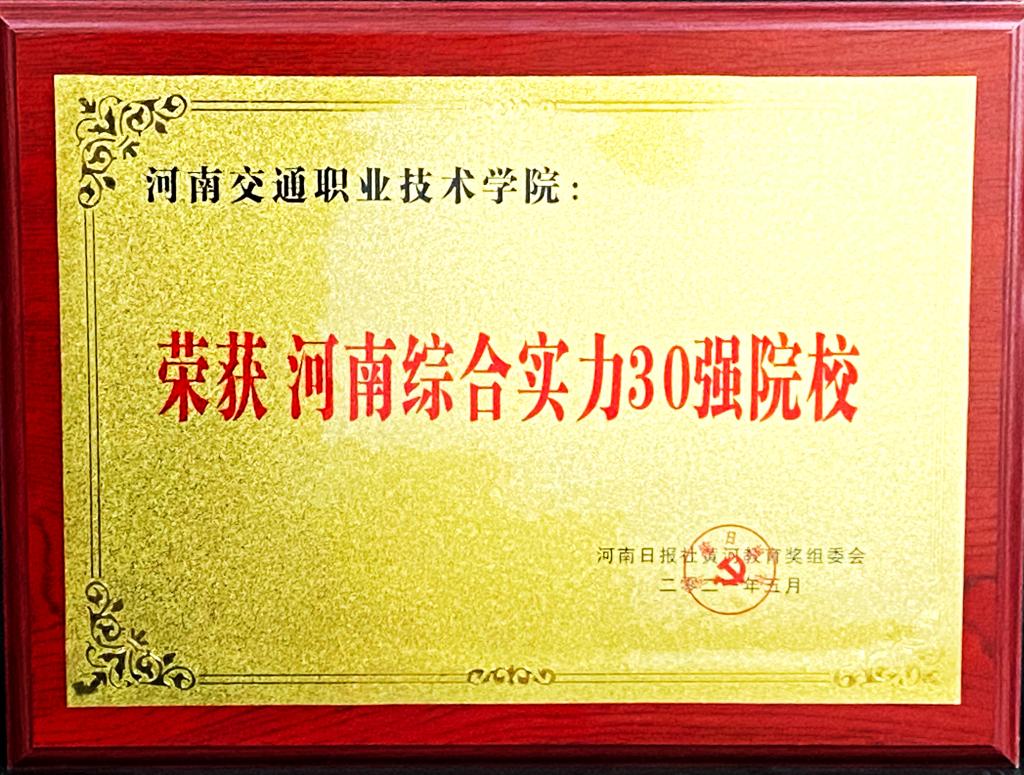 河南交通职业技术学院：
荣获 河南综合实力30强院校
河南日报社黄河教育奖组委会
二零二一年五月